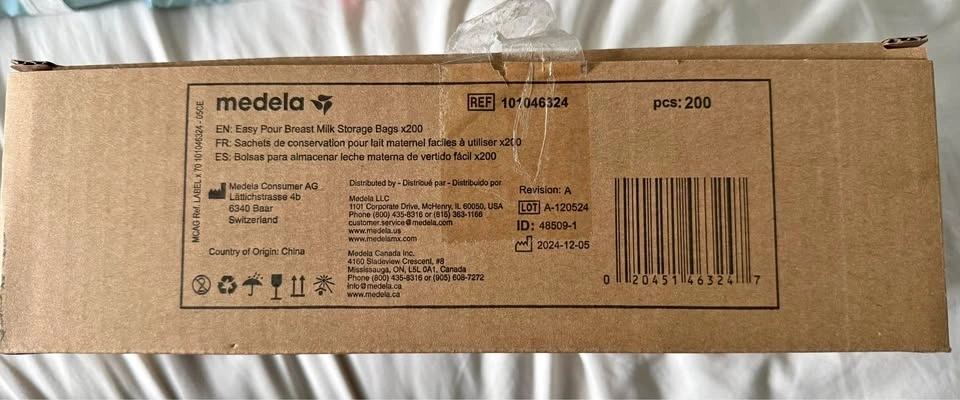 medela
REF 101046324
pcs: 200
EN: Easy Pour Breast Milk Storage Bags x200
FR: Sachets de conservation pour lait maternel faciles à utiliser x200
ES: Bolsas para almacenar leche materna de vertido fácil x200
MCAG Ref. LABEL x 70 101046324 - 05CE
Medela Consumer AG
Lättichstrasse 4b
6340 Baar
Switzerland
Country of Origin: China
Distributed by - Distribué par - Distribuido por
Medela LLC
1101 Corporate Drive, McHenry, IL 60050, USA
Phone (800) 435-8316 or (815) 363-1166
customer.service@medela.com
www.medela.us
www.medelamx.com
Medela Canada Inc.
4160 Sladeview Crescent, #8
Mississauga, ON, L5L 0A1, Canada
Phone (800) 435-8316 or (905) 608-7272
info@medela.ca
www.medela.ca
Revision: A
LOT A-120524
ID: 48509-1
2024-12-05
0 20451 46324 7